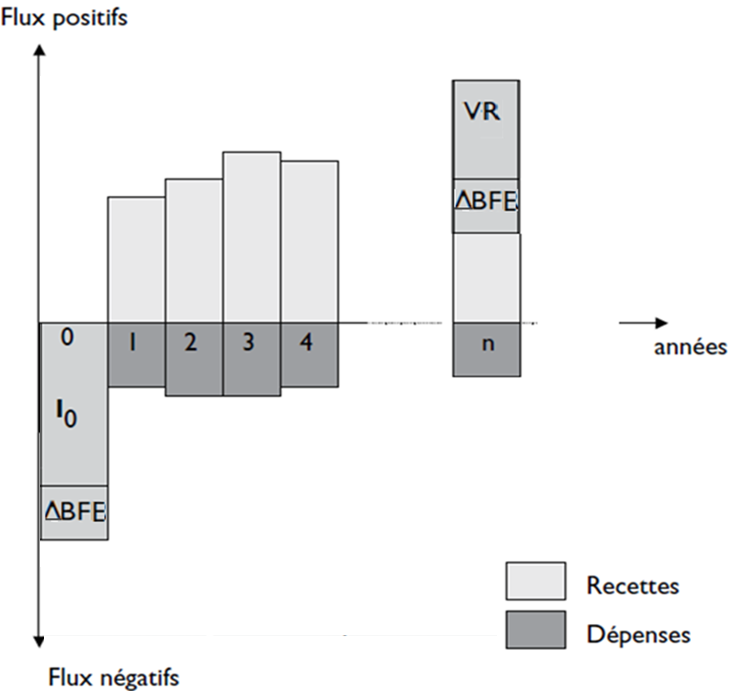 Flux positifs
VR
ΔBFE
0 1 2 3 4 n
années
I0
ΔBFE
Recettes
Dépenses
Flux négatifs